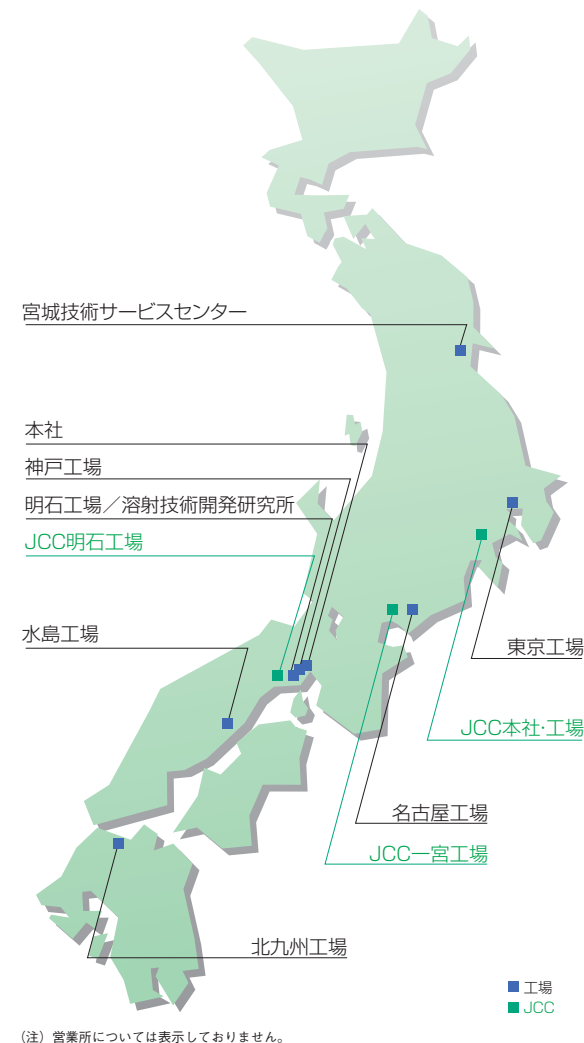 宮城技術サービスセンター
本社
神戸工場
明石工場／溶射技術開発研究所
JCC明石工場
水島工場
東京工場
JCC本社・工場
名古屋工場
JCC一宮工場
北九州工場
工場
JCC
（注）営業所については表示しておりません。